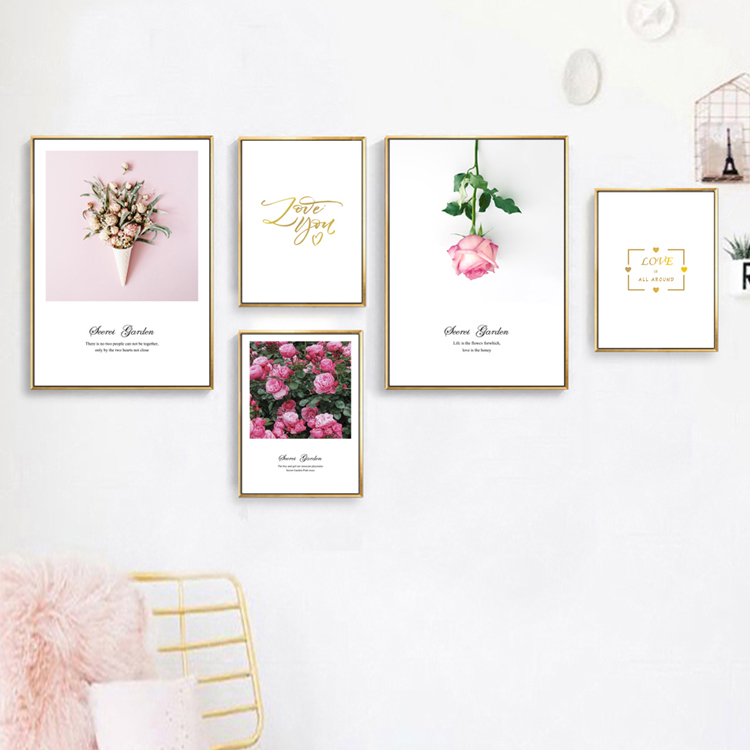 Secret Garden
There is no two people can not be together,
only by the two hearts not close
Love
You
Secret Garden
Life is the flower forwhich,
love is the honey
LOVE
is
ALL AROUND
Secret Garden